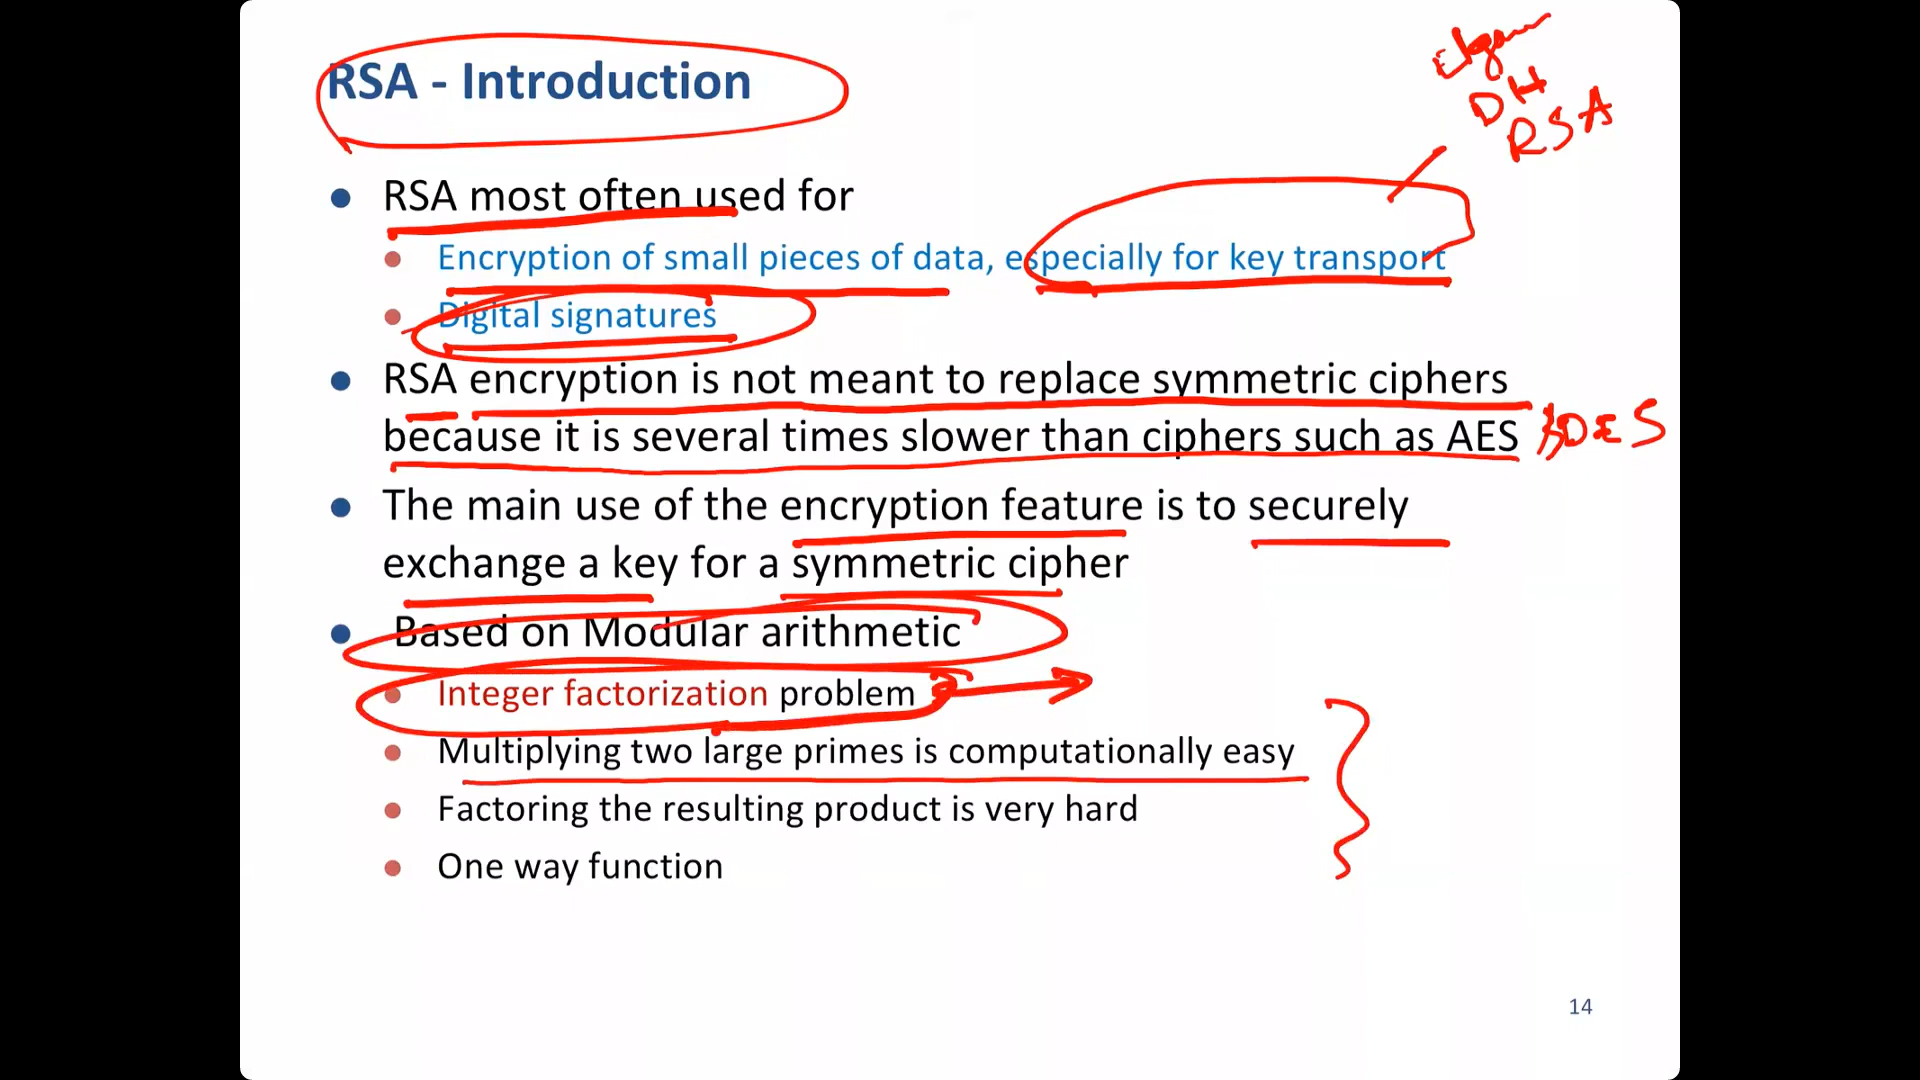 RSA - Introduction
DH
RSA
RSA most often used for
Encryption of small pieces of data, especially for key transport
Digital signatures
RSA encryption is not meant to replace symmetric ciphers
because it is several times slower than ciphers such as AES
DES
The main use of the encryption feature is to securely
exchange a key for a symmetric cipher
Based on Modular arithmetic
Integer factorization problem
Multiplying two large primes is computationally easy
Factoring the resulting product is very hard
One way function
14